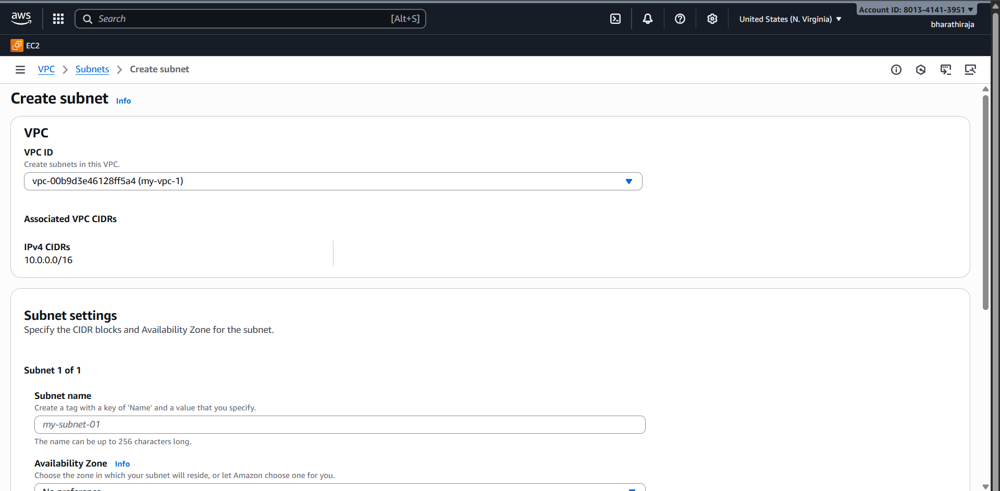 aws
Search [Alt+S]
United States (N. Virginia)
Account ID: 8013-4141-3951
bharathiraja
EC2
VPC Subnets Create subnet
Create subnet Info
VPC
VPC ID
Create subnets in this VPC.
vpc-00b9d3e46128ff5a4 (my-vpc-1)
Associated VPC CIDRs
IPv4 CIDRs
10.0.0.0/16
Subnet settings
Specify the CIDR blocks and Availability Zone for the subnet.
Subnet 1 of 1
Subnet name
Create a tag with a key of 'Name' and a value that you specify.
my-subnet-01
The name can be up to 256 characters long.
Availability Zone Info
Choose the zone in which your subnet will reside, or let Amazon choose one for you.
No preference